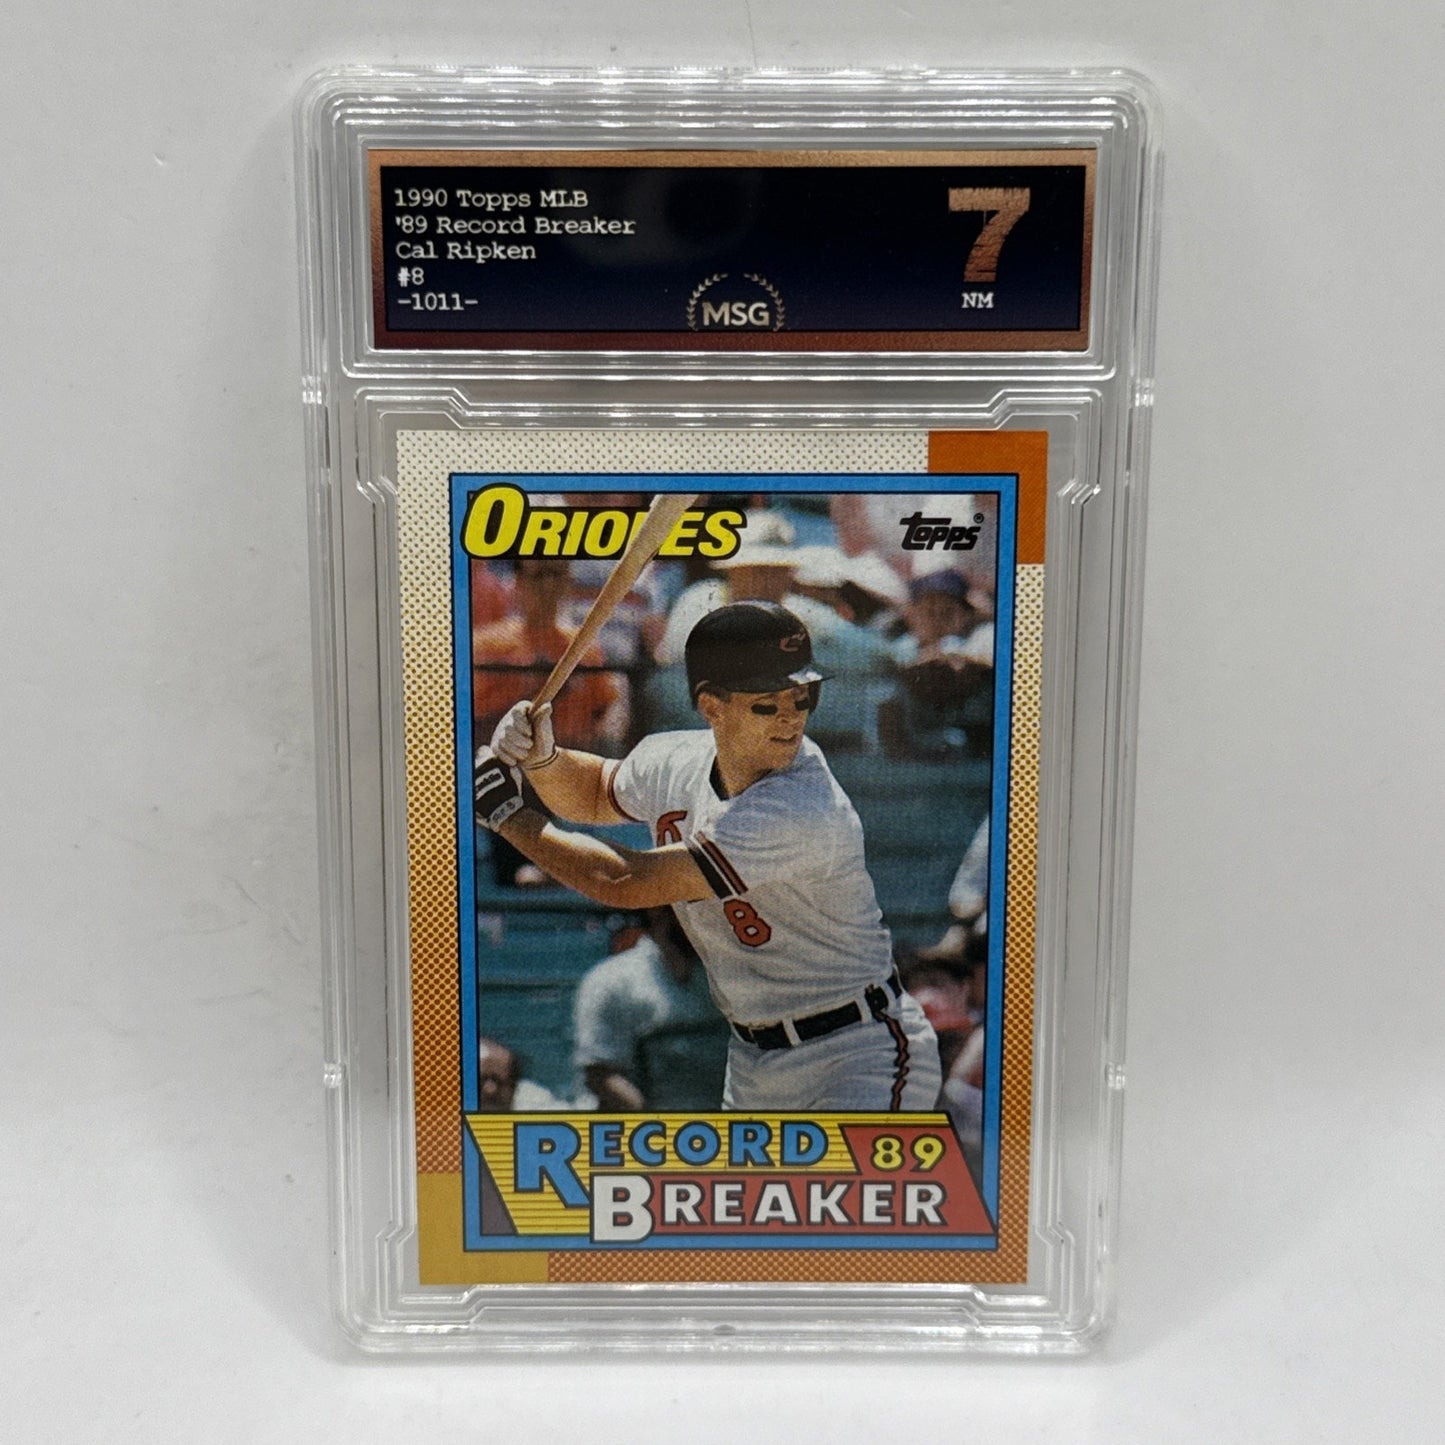 1990 Topps MLB
'89 Record Breaker
Cal Ripken
#8
-1011-
MSG
7
NM
ORIOLES
Topps®
8
RECORD 89
BREAKER